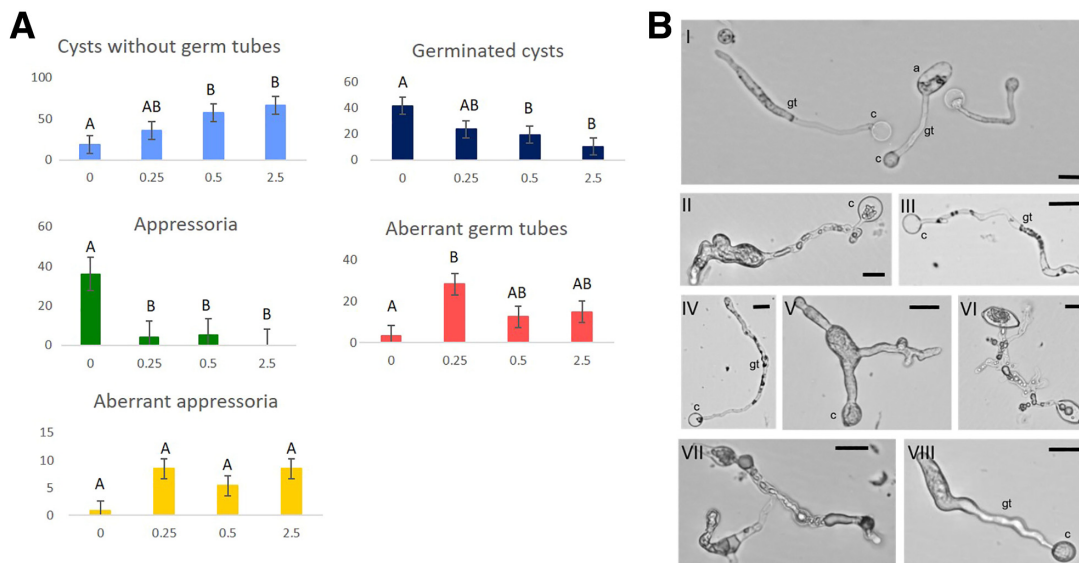 A
Cysts without germ tubes
100
50
0
A
AB
B
B
0
0.25
0.5
2.5
Germinated cysts
60
40
20
0
A
AB
B
B
0
0.25
0.5
2.5
Appressoria
60
40
20
0
A
B
B
B
0
0.25
0.5
2.5
Aberrant germ tubes
40
20
0
A
B
AB
AB
0
0.25
0.5
2.5
Aberrant appressoria
15
10
5
0
A
A
A
A
0
0.25
0.5
2.5
B
I
a
gt
c
gt
c
II
c
III
c
gt
IV
gt
c
V
c
VI
VII
VIII
gt
c